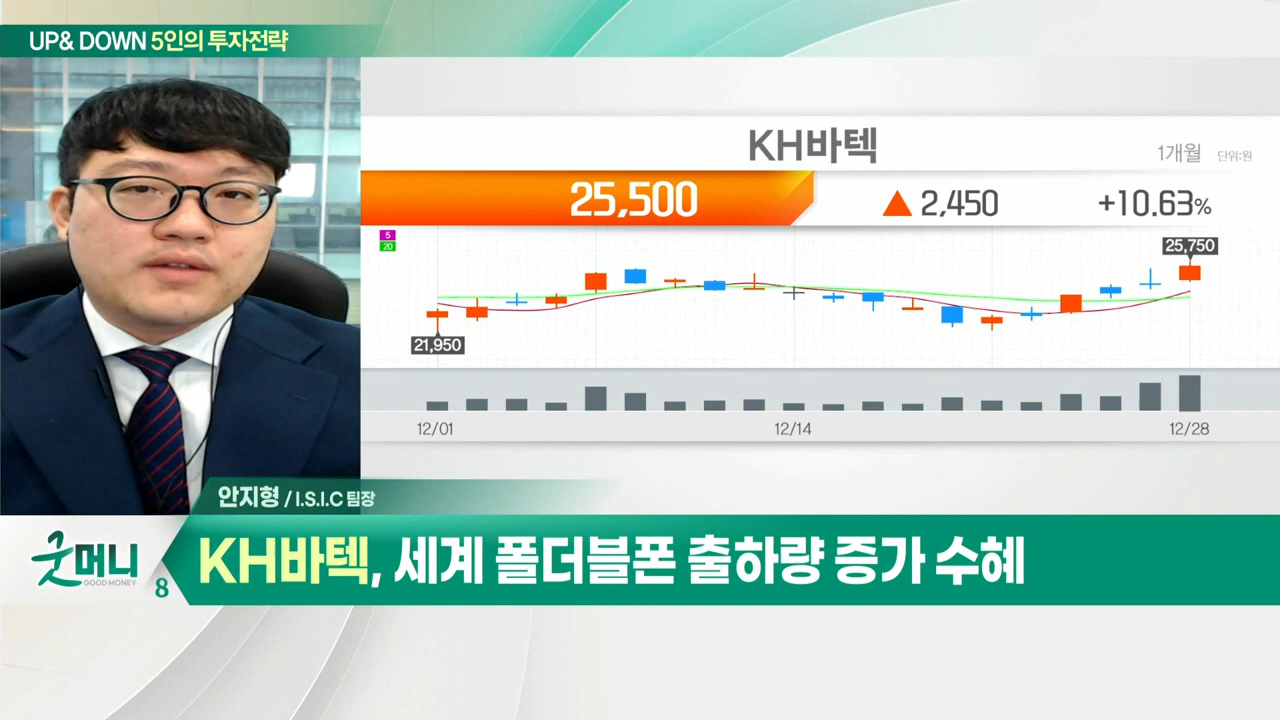 UP& DOWN 5인의 투자전략
KH바텍
1개월 단위:원
25,500 ▲ 2,450 +10.63%
5
20
25,750
21,950
12/01 12/14 12/28
안지형 / I.S.I.C 팀장
굿머니
GOOD MONEY
8
KH바텍, 세계 폴더블폰 출하량 증가 수혜